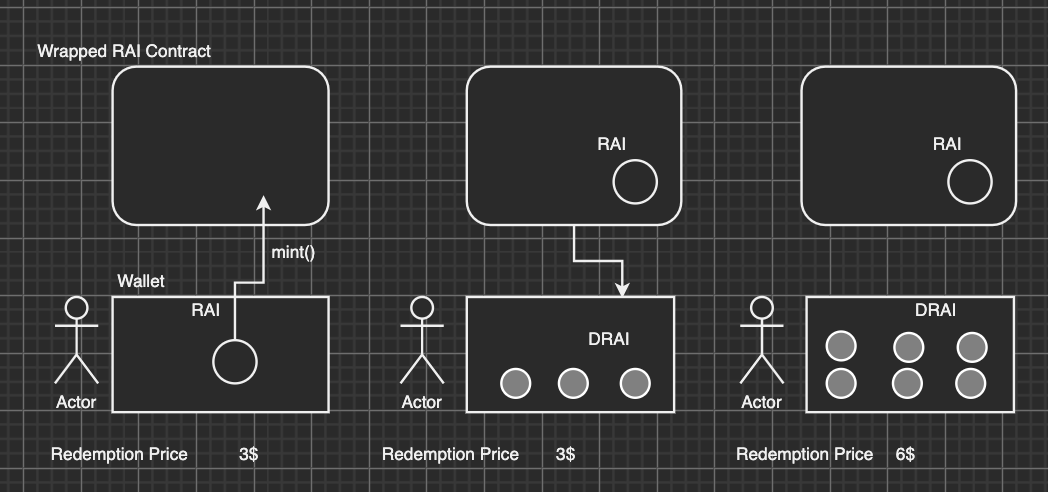 Wrapped RAI Contract
RAI
RAI
mint()
Wallet
RAI
DRAI
DRAI
Actor
Actor
Actor
Redemption Price 3$
Redemption Price 3$
Redemption Price 6$